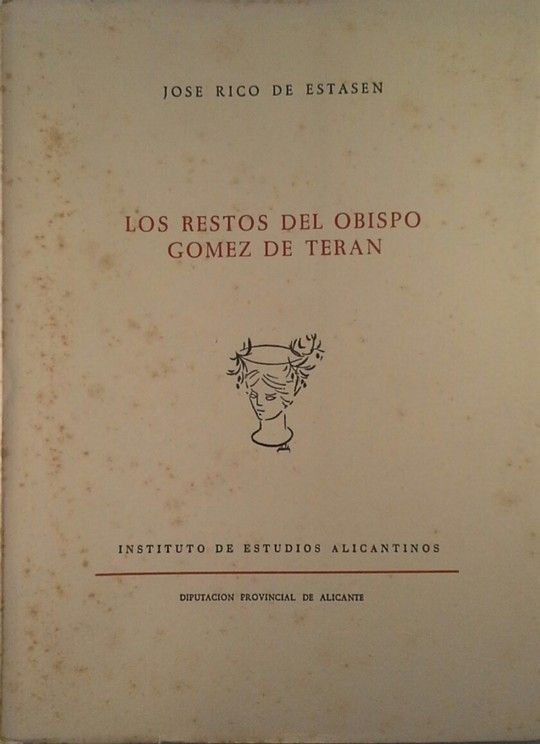 JOSE RICO DE ESTASEN
LOS RESTOS DEL OBISPO
GOMEZ DE TERAN
INSTITUTO DE ESTUDIOS ALICANTINOS
DIPUTACION PROVINCIAL DE ALICANTE